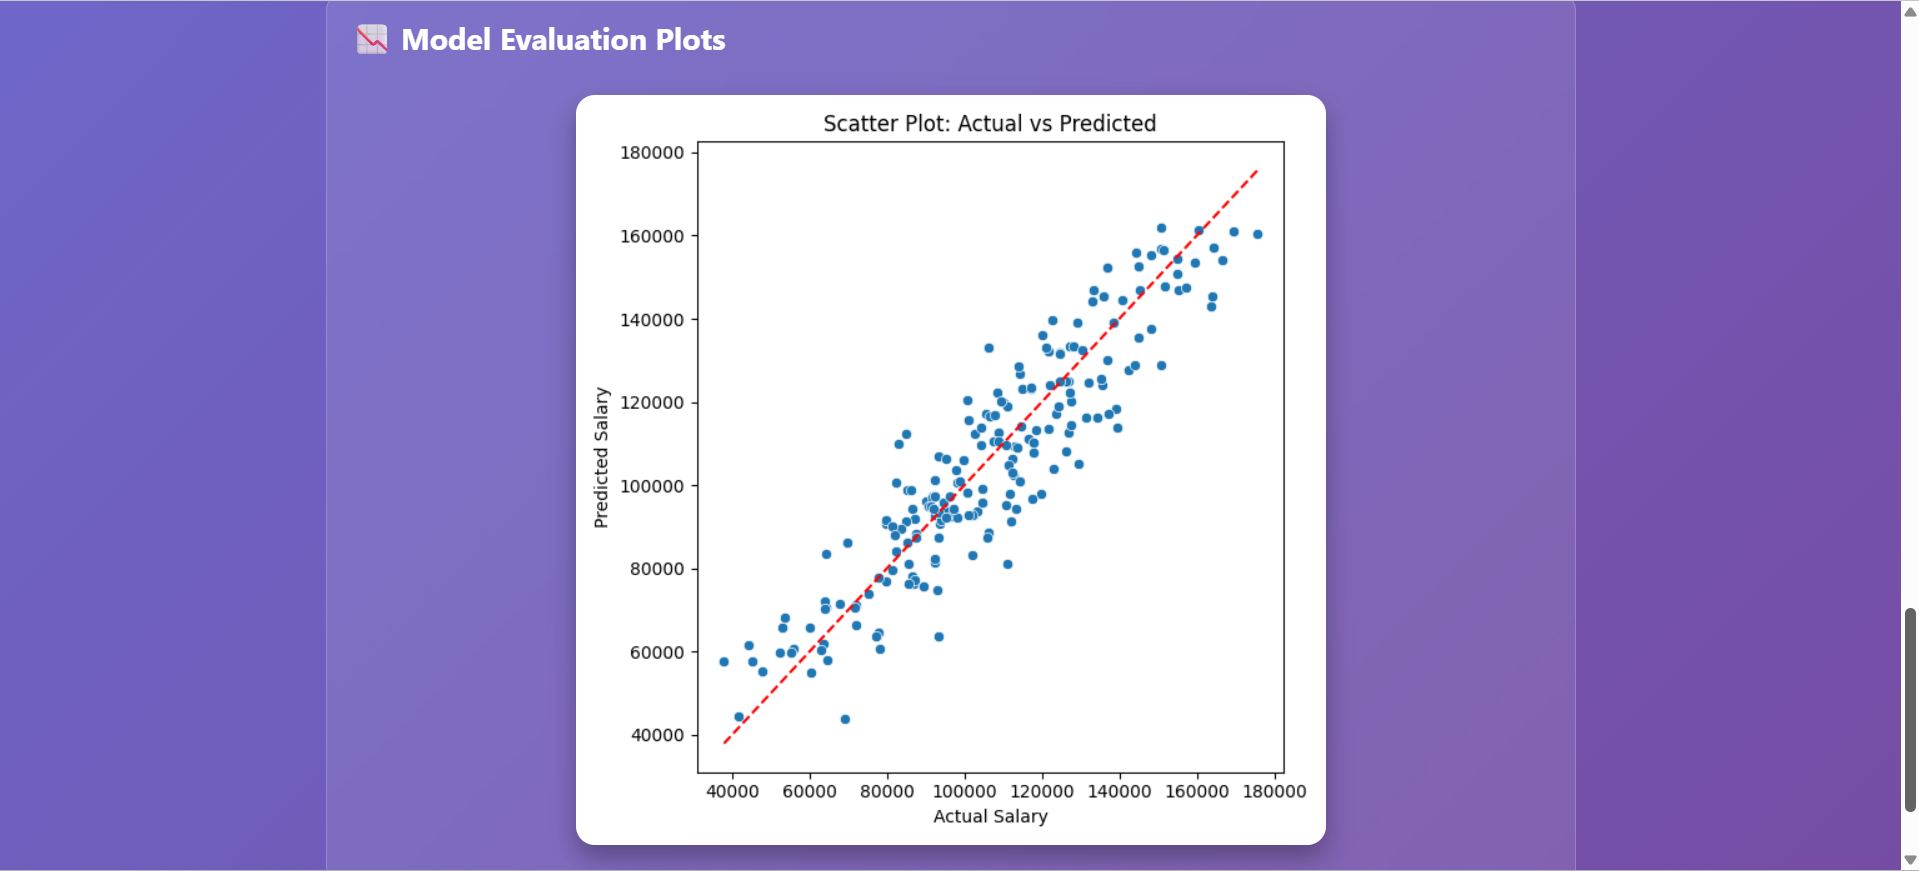 Model Evaluation Plots
Scatter Plot: Actual vs Predicted
180000
160000
140000
120000
100000
80000
60000
40000
Predicted Salary
40000 60000 80000 100000 120000 140000 160000 180000
Actual Salary